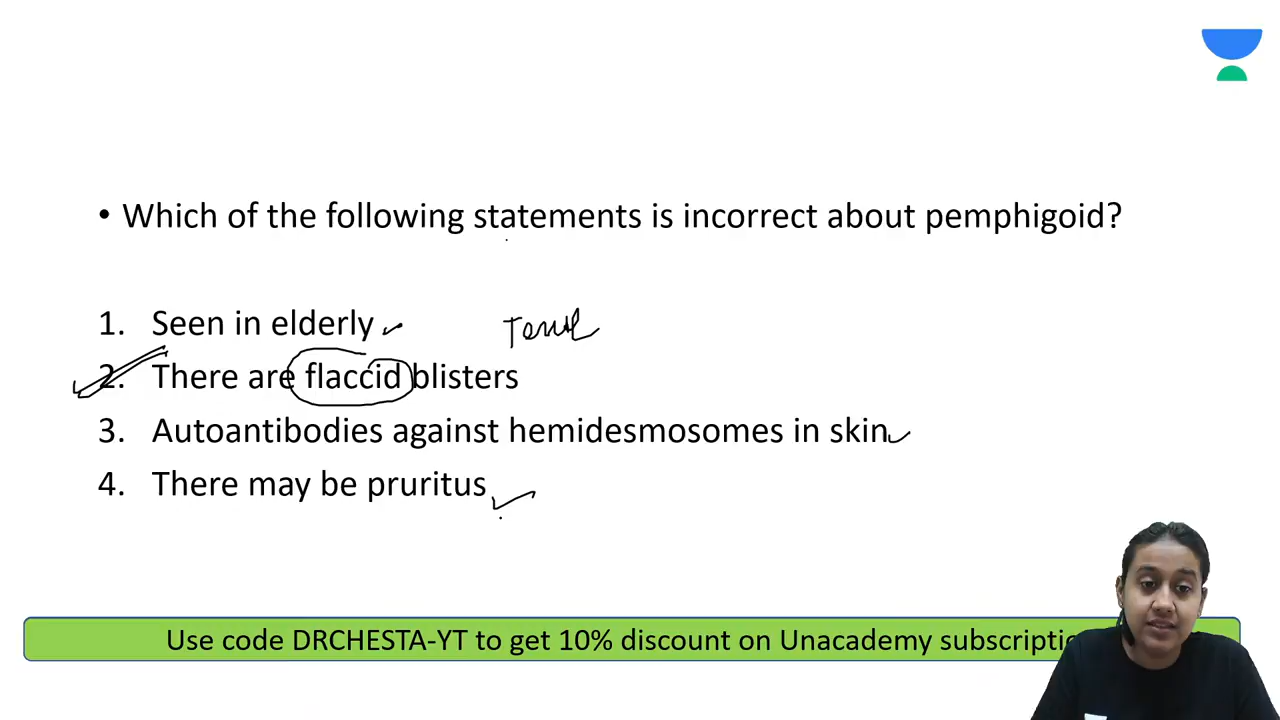 • Which of the following statements is incorrect about pemphigoid?
1. Seen in elderly
Tense
2. There are flaccid blisters
3. Autoantibodies against hemidesmosomes in skin
4. There may be pruritus
Use code DRCHESTA-YT to get 10% discount on Unacademy subscriptio